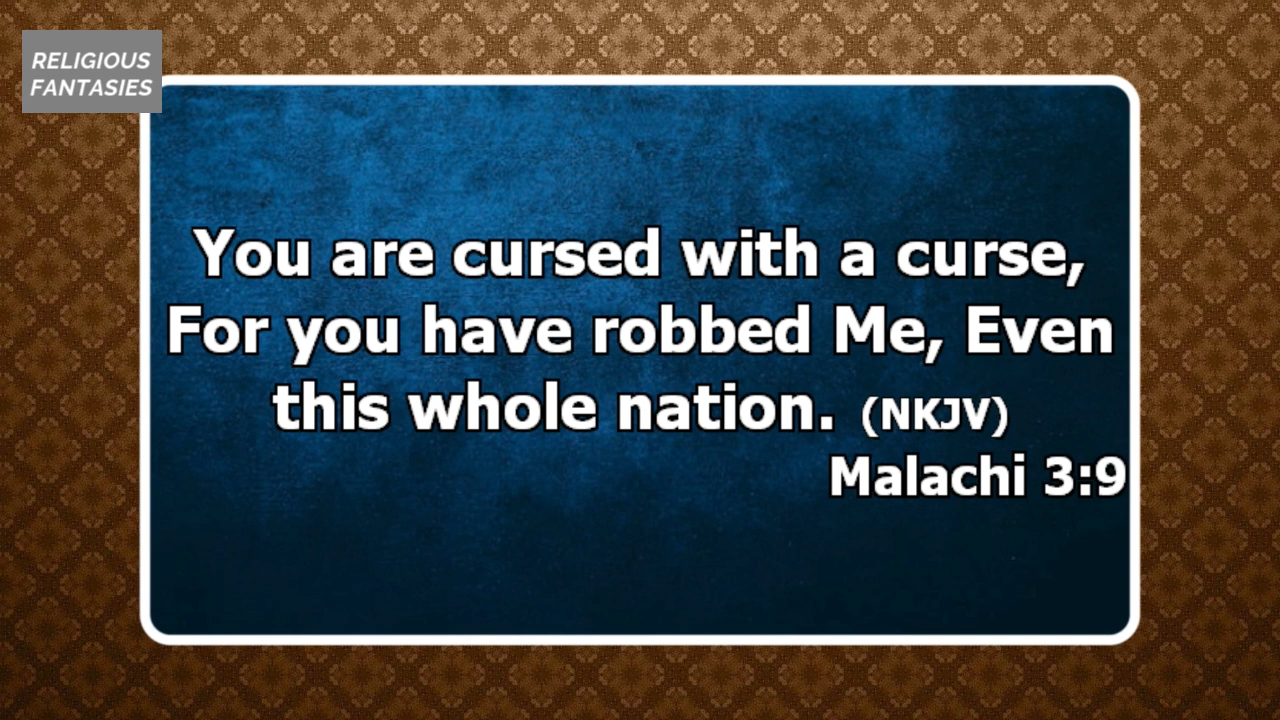 RELIGIOUS
FANTASIES
You are cursed with a curse,
For you have robbed Me, Even
this whole nation. (NKJV)
Malachi 3:9